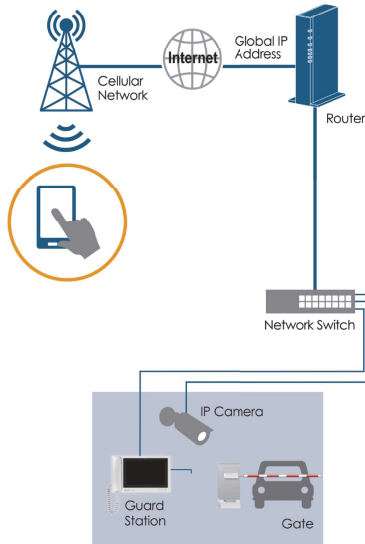 Internet
Global IP
Address
Cellular
Network
Router
Network Switch
IP Camera
Guard
Station
Gate